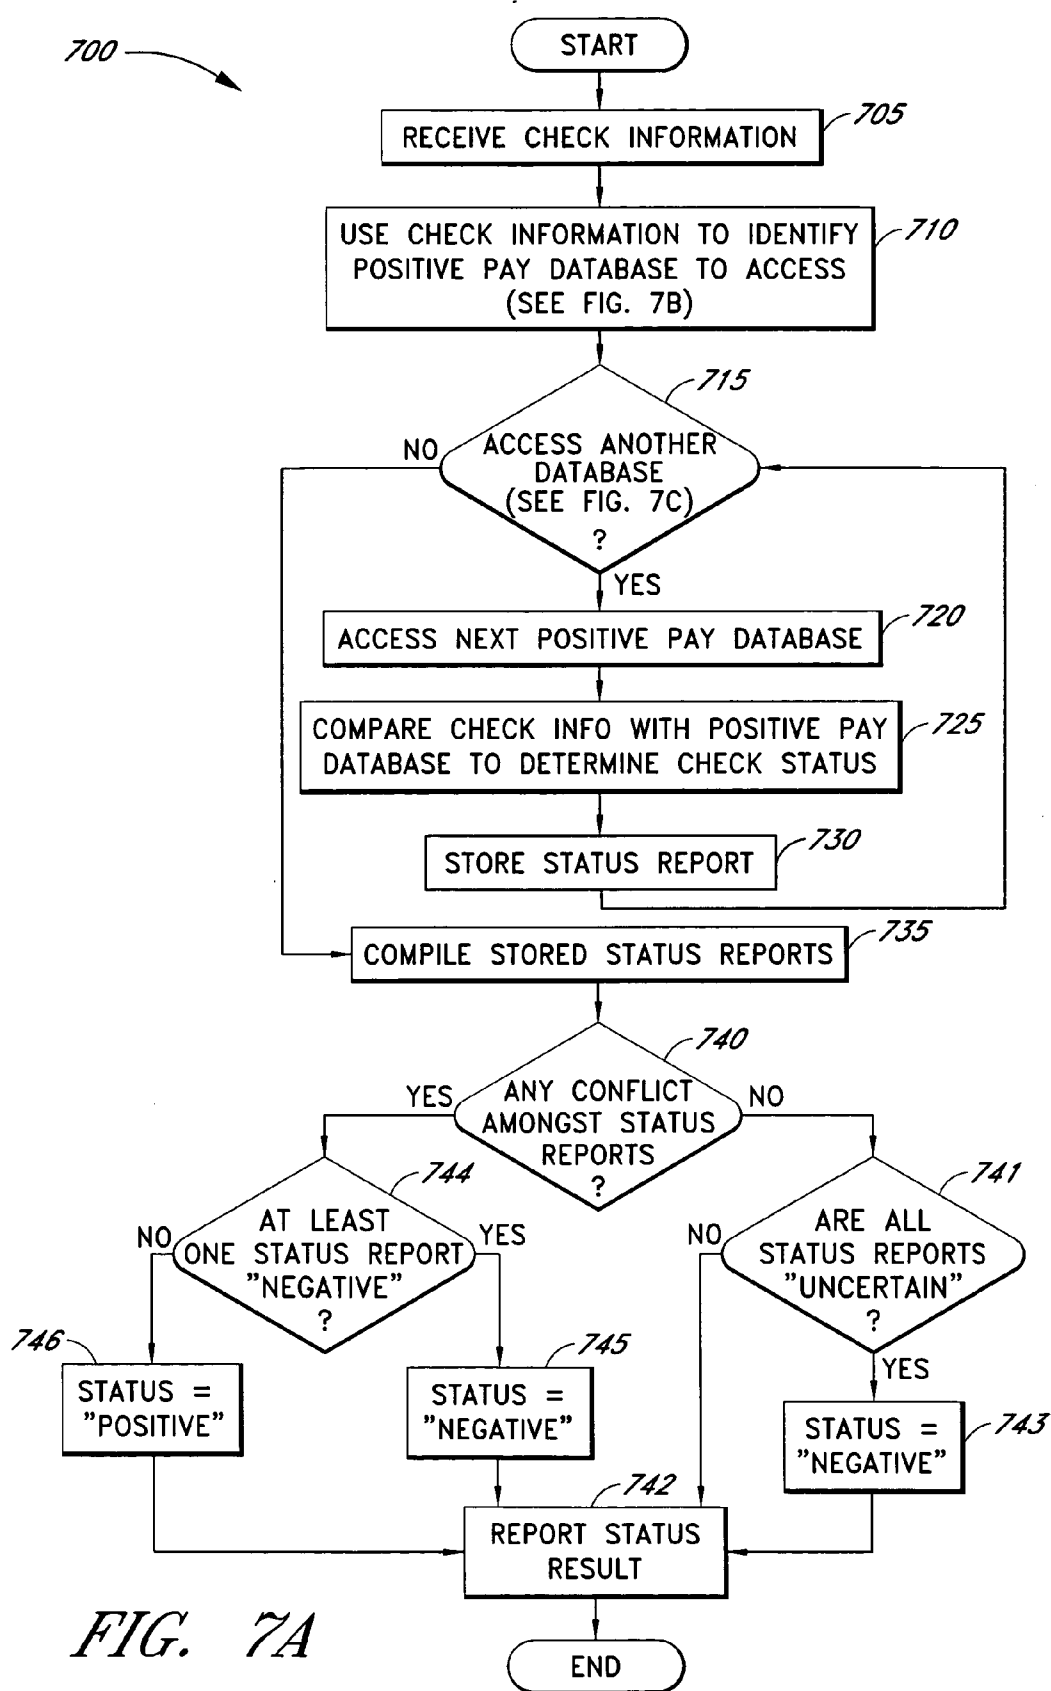 700
START
RECEIVE CHECK INFORMATION
705
USE CHECK INFORMATION TO IDENTIFY
POSITIVE PAY DATABASE TO ACCESS
(SEE FIG. 7B)
710
715
NO
ACCESS ANOTHER
DATABASE
(SEE FIG. 7C)
?
YES
ACCESS NEXT POSITIVE PAY DATABASE
720
COMPARE CHECK INFO WITH POSITIVE PAY
DATABASE TO DETERMINE CHECK STATUS
725
STORE STATUS REPORT
730
COMPILE STORED STATUS REPORTS
735
740
YES
ANY CONFLICT
AMONGST STATUS
REPORTS
?
NO
744
NO
AT LEAST
ONE STATUS REPORT
"NEGATIVE"
?
YES
741
NO
ARE ALL
STATUS REPORTS
"UNCERTAIN"
?
YES
746
STATUS =
"POSITIVE"
745
STATUS =
"NEGATIVE"
743
STATUS =
"NEGATIVE"
742
REPORT STATUS
RESULT
END
FIG. 7A